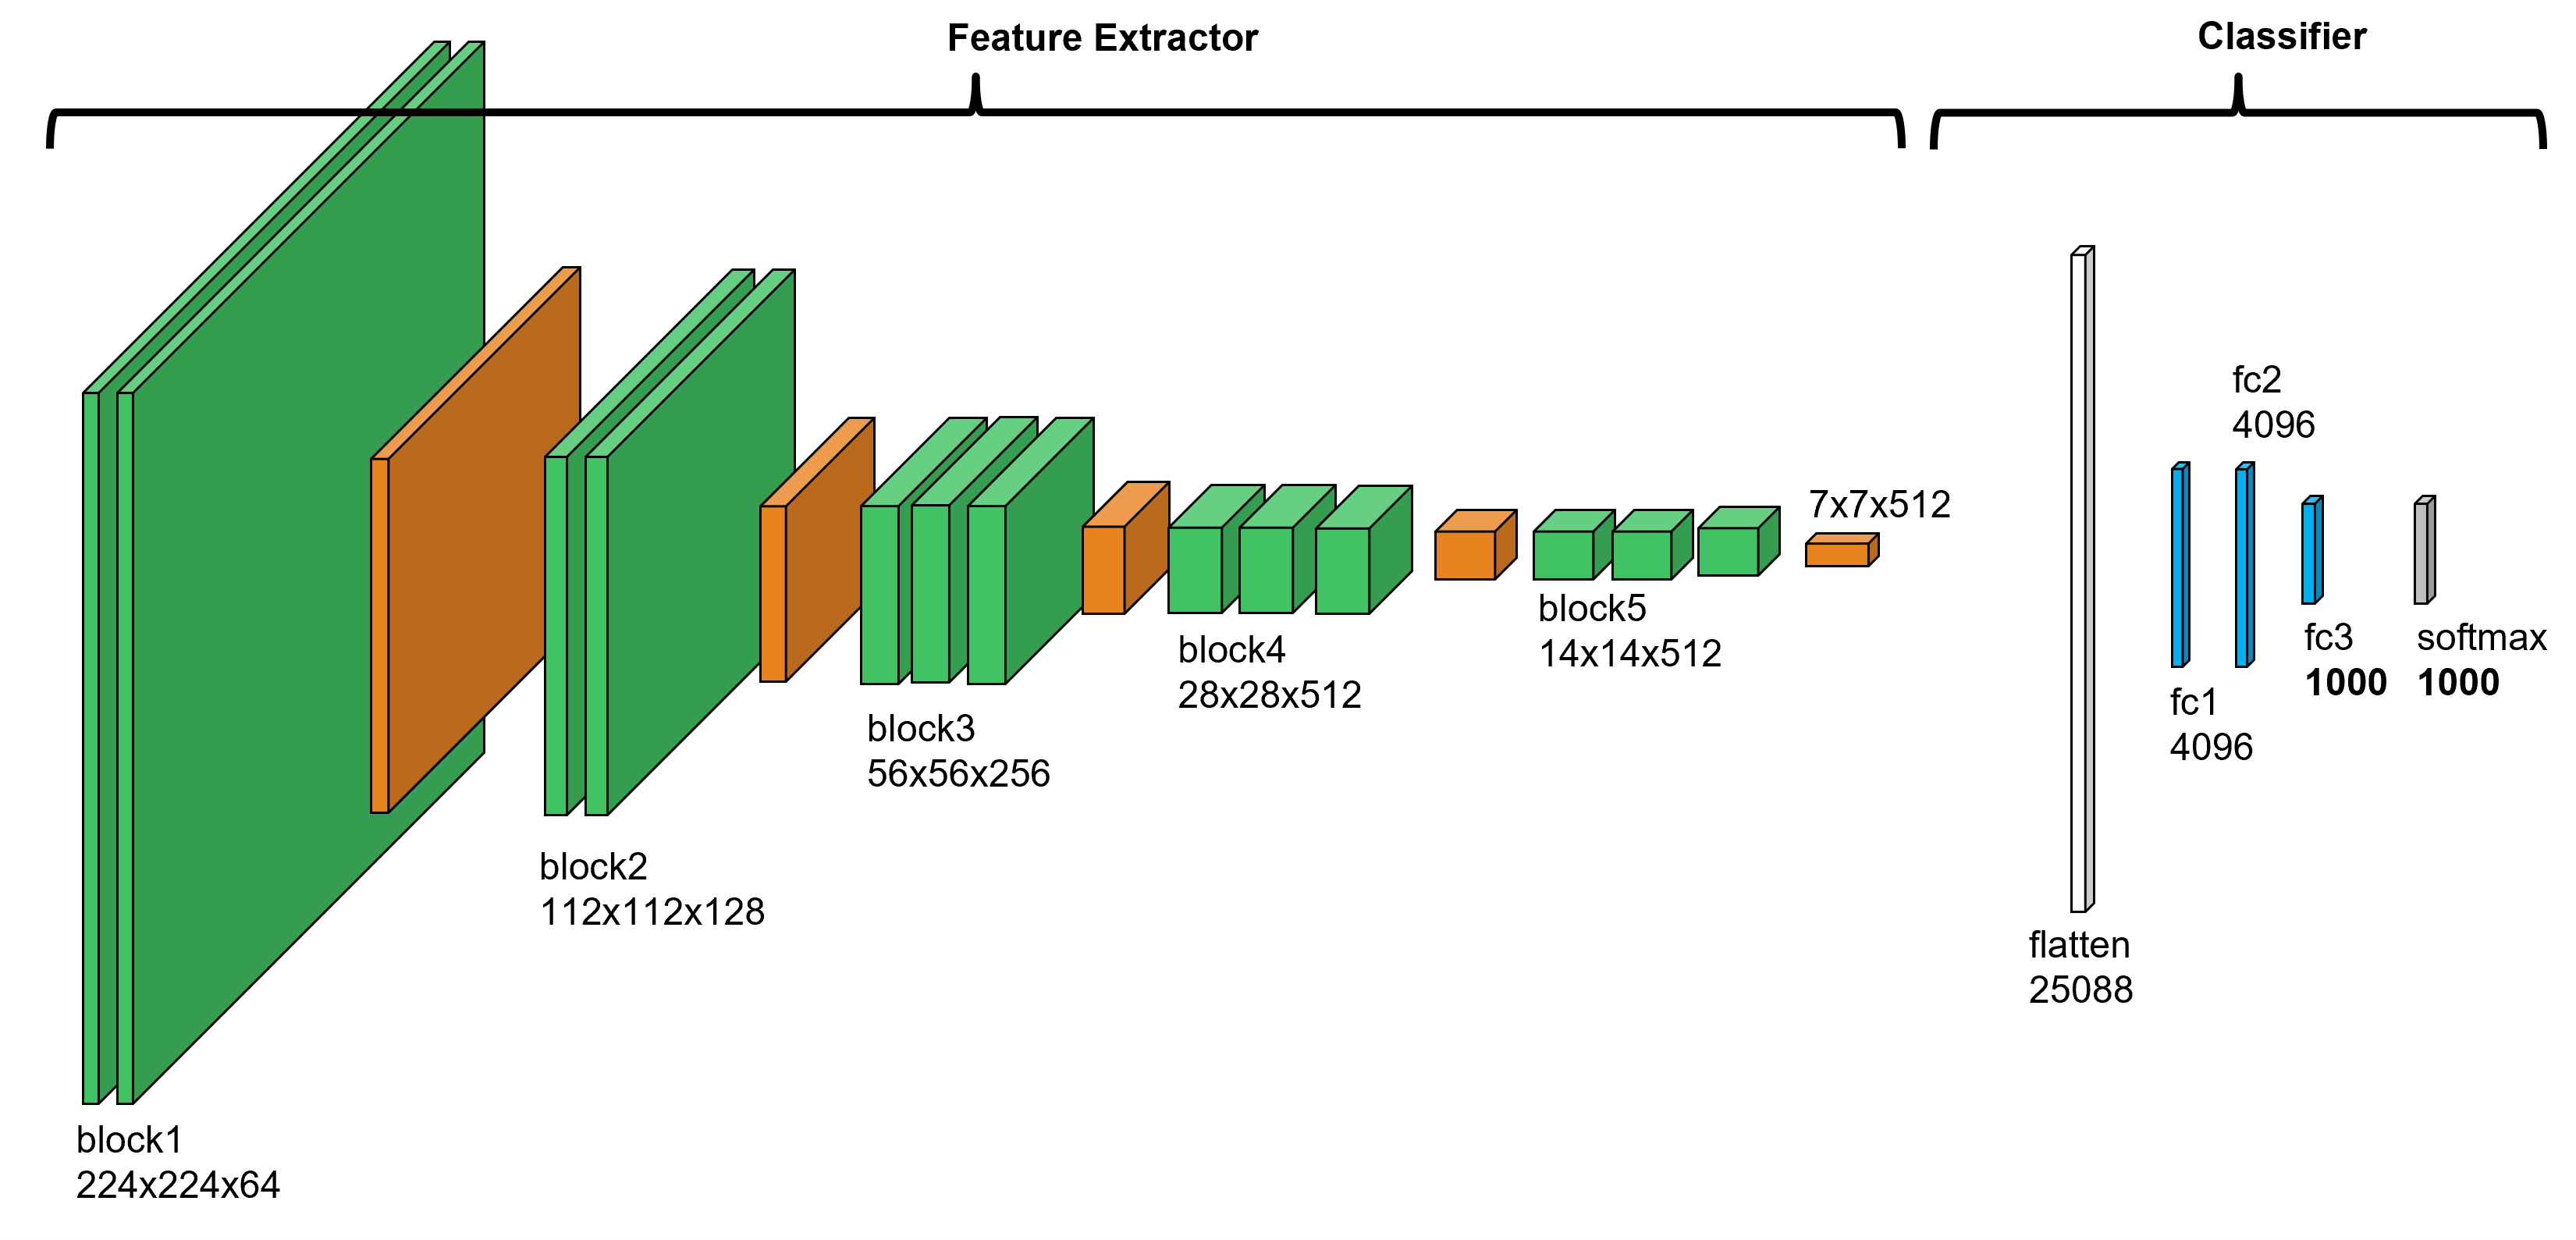 Feature Extractor
Classifier
block1
224x224x64
block2
112x112x128
block3
56x56x256
block4
28x28x512
block5
14x14x512
7x7x512
flatten
25088
fc1
4096
fc2
4096
fc3
1000
softmax
1000